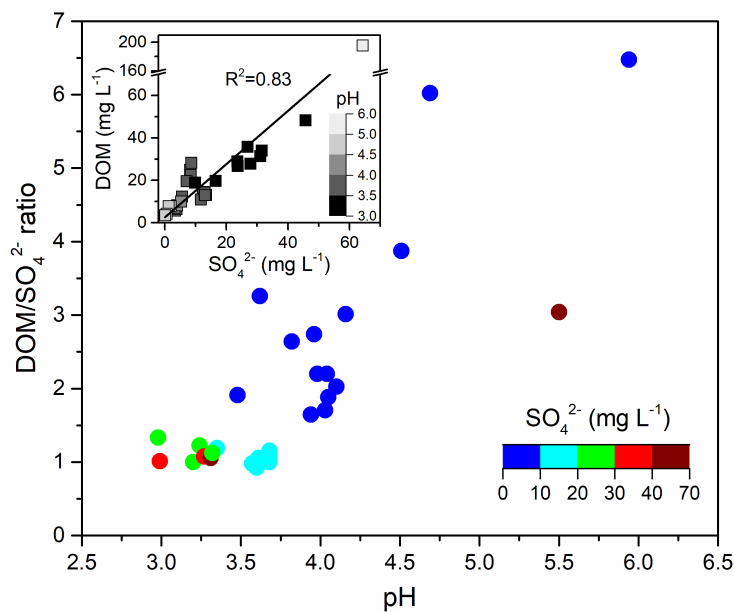 7
6
5
4
3
2
1
0
DOM/SO₄²⁻ ratio
2.5 3.0 3.5 4.0 4.5 5.0 5.5 6.0 6.5
pH
200
160
60
40
20
0
DOM (mg L⁻¹)
R²=0.83
pH
6.0
5.0
4.5
4.0
3.5
3.0
0 20 40 60
SO₄²⁻ (mg L⁻¹)
SO₄²⁻ (mg L⁻¹)
0 10 20 30 40 70